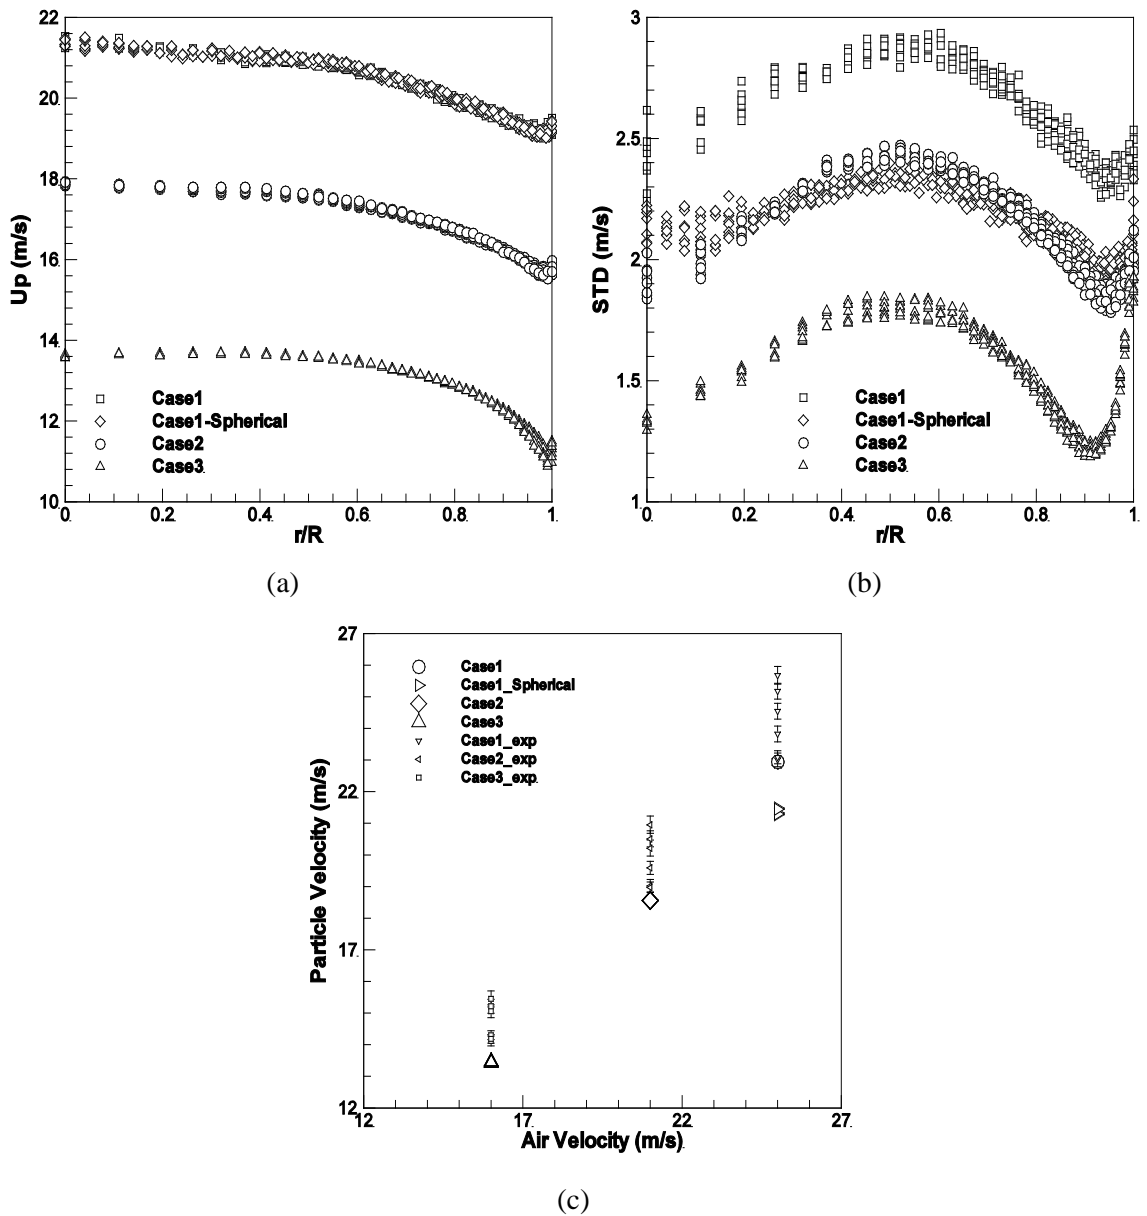 22
20
18
16
14
12
10
Up (m/s)
Case1
Case1-Spherical
Case2
Case3
0. 0.2 0.4 0.6 0.8 1.
r/R
(a)
3
2.5
2
1.5
1
STD (m/s)
Case1
Case1-Spherical
Case2
Case3
0. 0.2 0.4 0.6 0.8 1.
r/R
(b)
27
22
17
12
Particle Velocity (m/s)
Case1
Case1_Spherical
Case2
Case3
Case1_exp
Case2_exp
Case3_exp
12. 17. 22. 27.
Air Velocity (m/s)
(c)